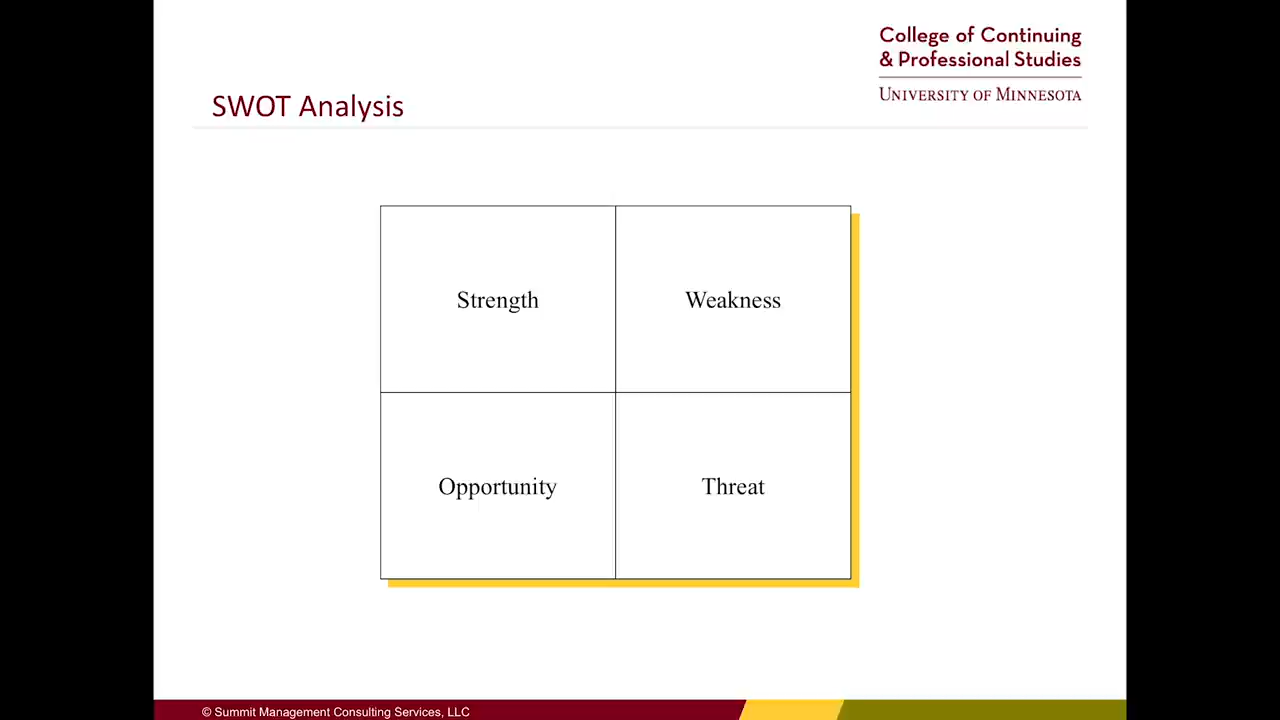 College of Continuing
& Professional Studies
UNIVERSITY OF MINNESOTA
SWOT Analysis
Strength
Weakness
Opportunity
Threat
© Summit Management Consulting Services, LLC